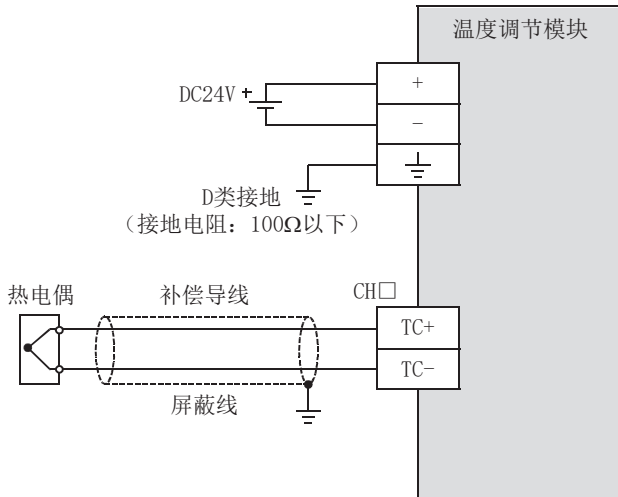 温度调节模块
DC24V
+
+
-
D类接地
（接地电阻：100Ω以下）
热电偶
补偿导线
CH□
TC+
TC-
屏蔽线